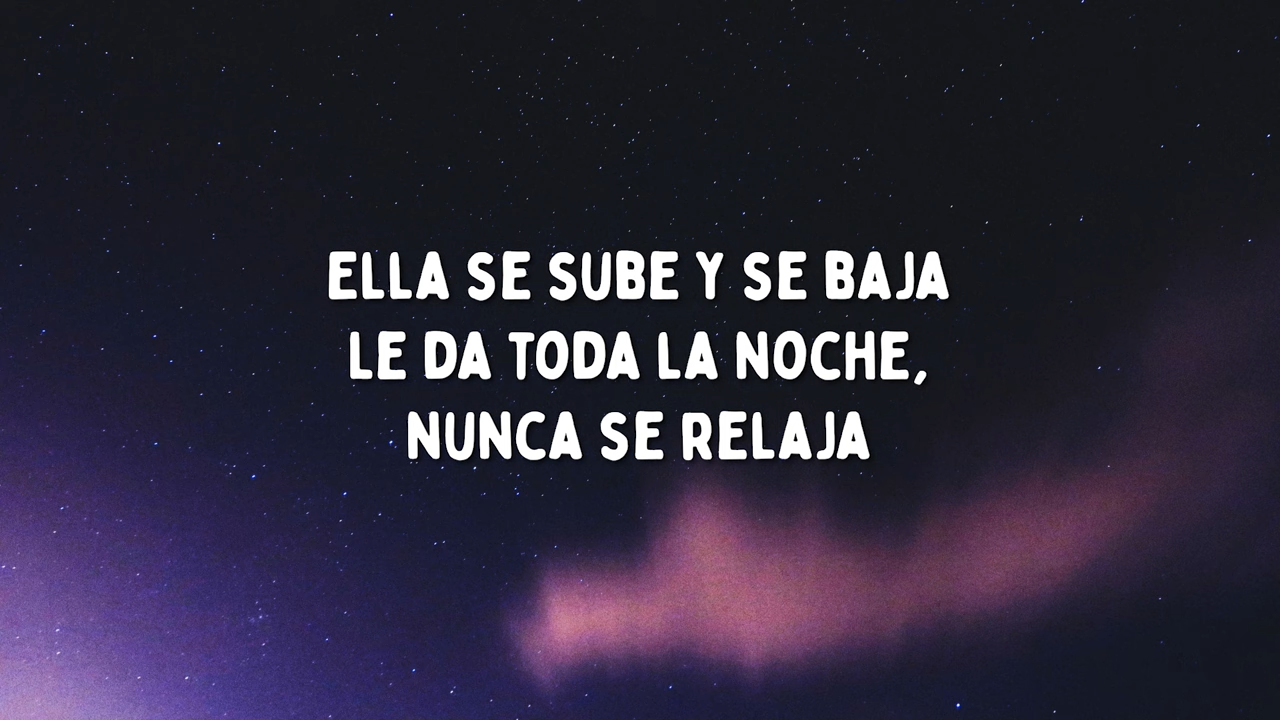 ELLA SE SUBE Y SE BAJA
LE DA TODA LA NOCHE,
NUNCA SE RELAJA